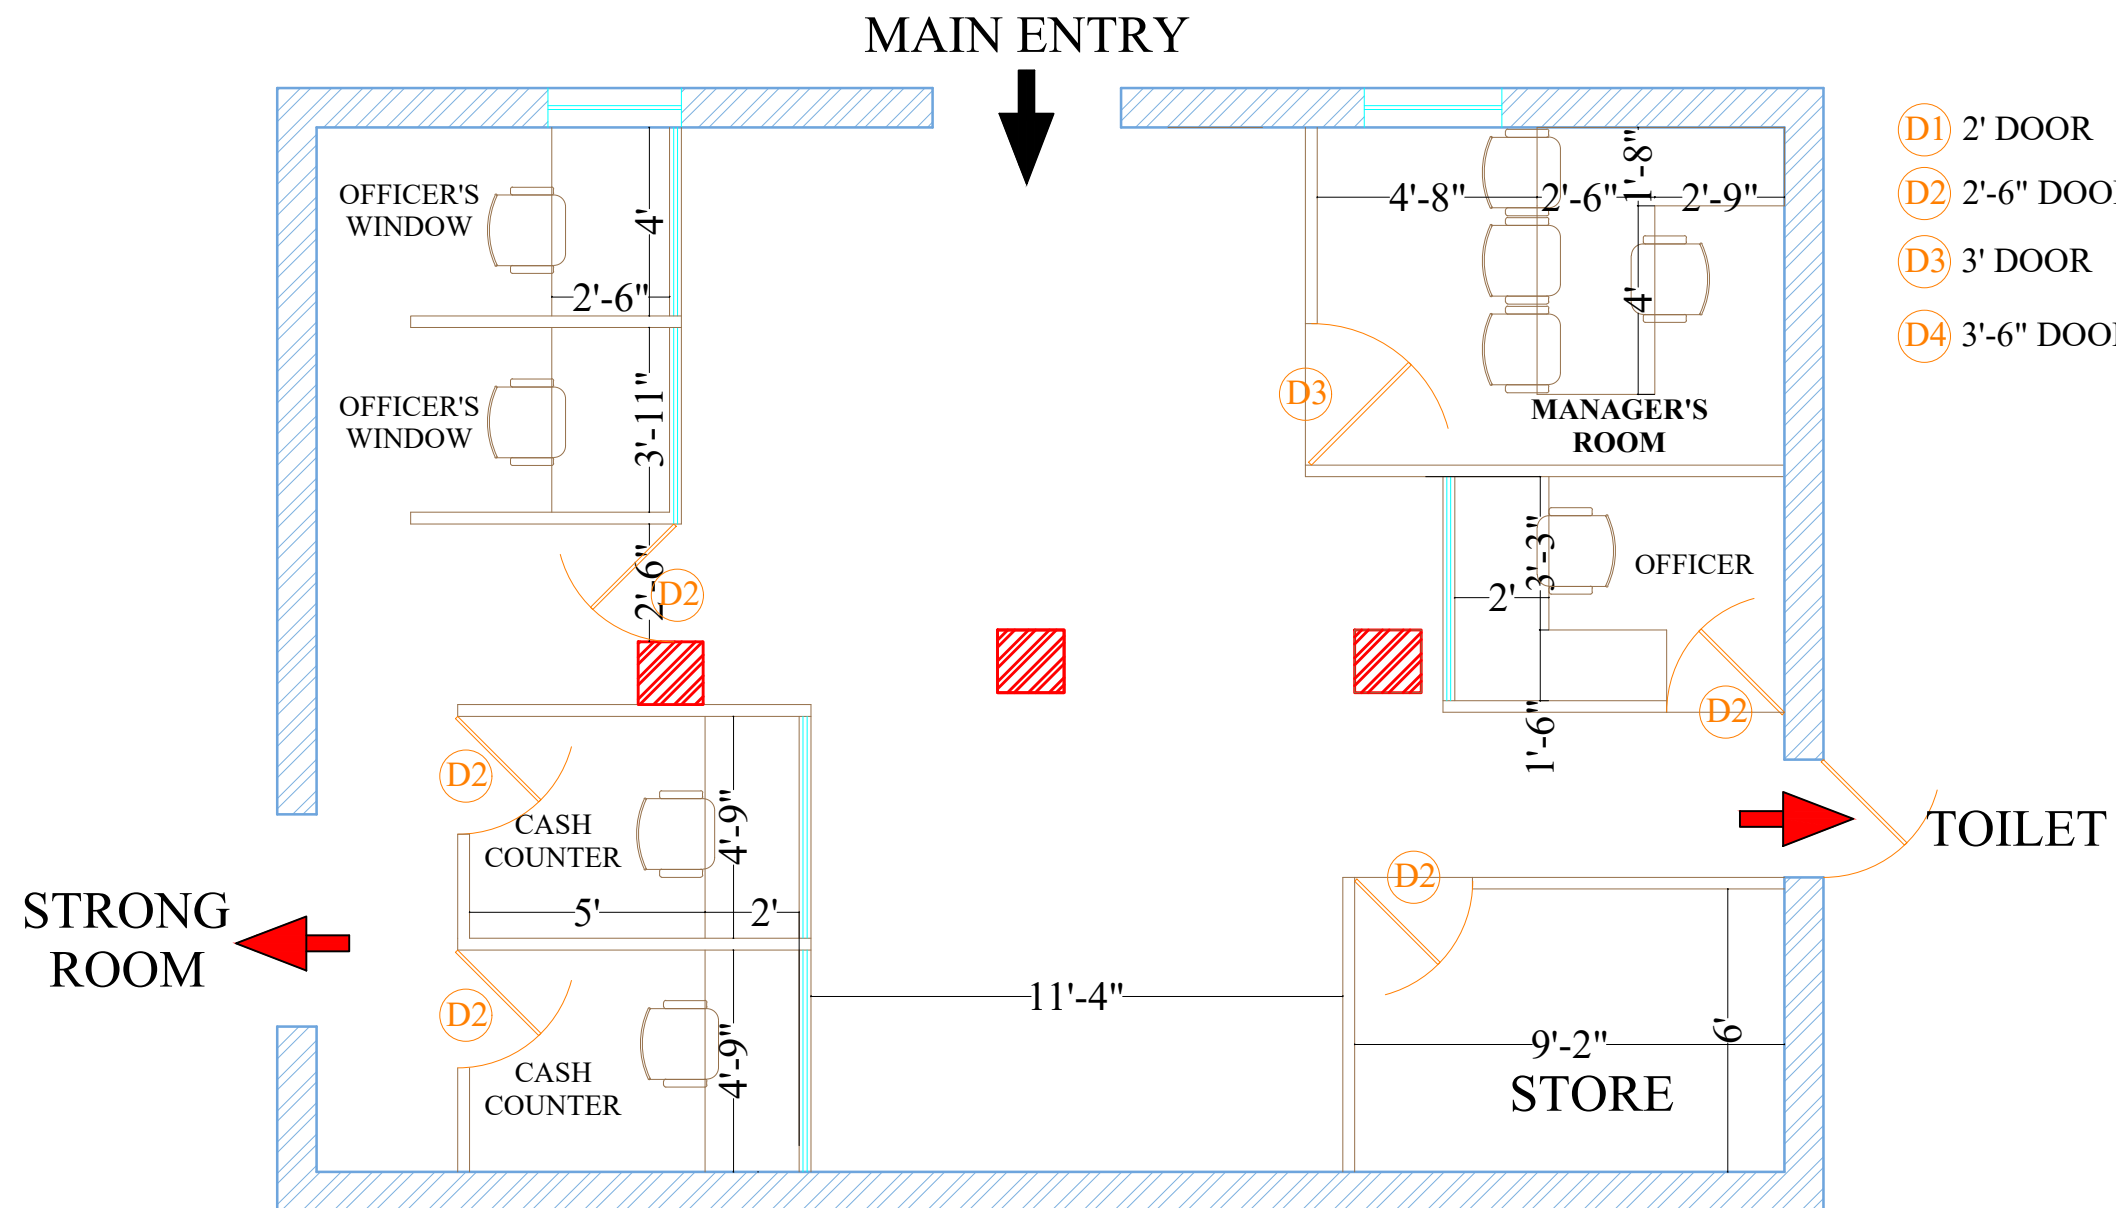 MAIN ENTRY
D1 2' DOOR
D2 2'-6" DOO
D3 3' DOOR
D4 3'-6" DOO
OFFICER'S
WINDOW
4'
2'-6"
OFFICER'S
WINDOW
3'-11"
2'-6"
D2
4'-8"
2'-6"
1'-8"
2'-9"
4'
D3
MANAGER'S
ROOM
3'-3"
OFFICER
2'
D2
1'-6"
D2
CASH
COUNTER
4'-9"
5'
2'
TOILET
STRONG
ROOM
D2
CASH
COUNTER
4'-9"
11'-4"
D2
9'-2"
6'
STORE